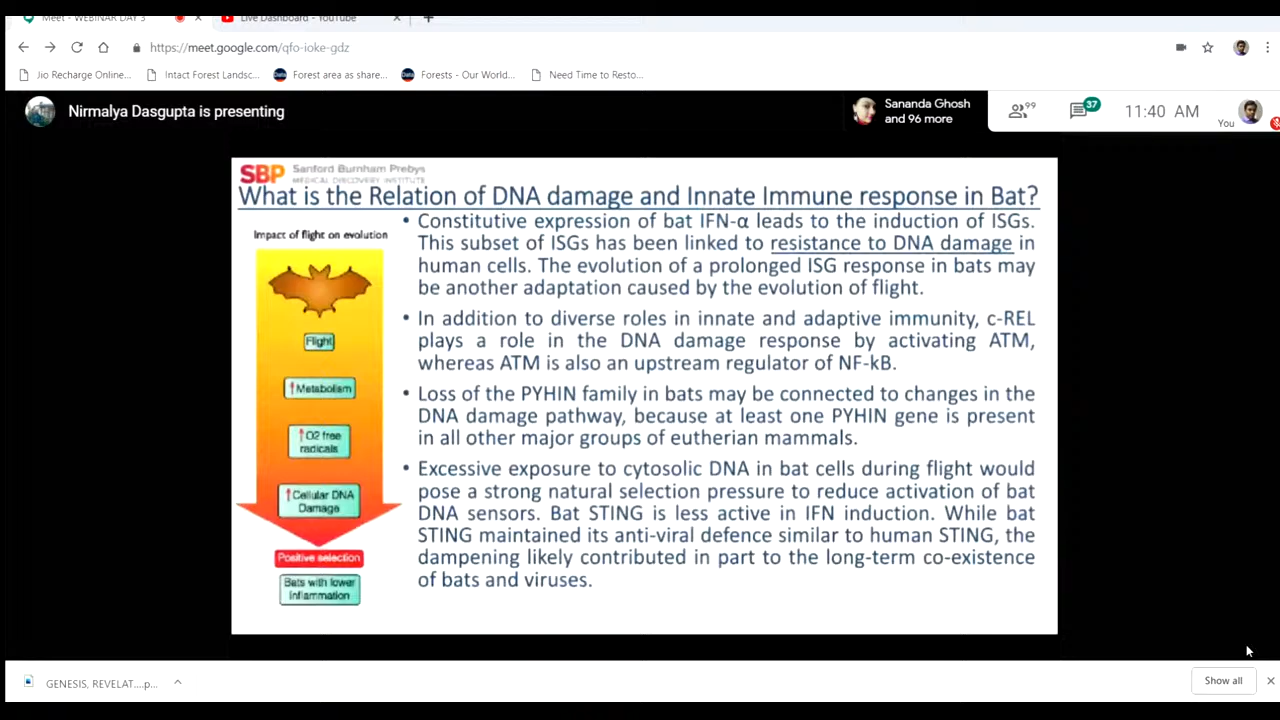 Meet - WEBINAR DAY 3
Live Dashboard - YouTube
https://meet.google.com/qfo-ioke-gdz
Jio Recharge Online...
Intact Forest Landsc...
Forest area as share...
Forests - Our World...
Need Time to Resto...
Nirmalya Dasgupta is presenting
Sananda Ghosh
and 96 more
99
37
11:40 AM
You
SBP Sanford Burnham Prebys
MEDICAL DISCOVERY INSTITUTE
What is the Relation of DNA damage and Innate Immune response in Bat?
Impact of flight on evolution
Flight
↑Metabolism
↑O2 free
radicals
↑Cellular DNA
Damage
Positive selection
Bats with lower
inflammation
• Constitutive expression of bat IFN-α leads to the induction of ISGs.
This subset of ISGs has been linked to resistance to DNA damage in
human cells. The evolution of a prolonged ISG response in bats may
be another adaptation caused by the evolution of flight.
• In addition to diverse roles in innate and adaptive immunity, c-REL
plays a role in the DNA damage response by activating ATM,
whereas ATM is also an upstream regulator of NF-kB.
• Loss of the PYHIN family in bats may be connected to changes in the
DNA damage pathway, because at least one PYHIN gene is present
in all other major groups of eutherian mammals.
• Excessive exposure to cytosolic DNA in bat cells during flight would
pose a strong natural selection pressure to reduce activation of bat
DNA sensors. Bat STING is less active in IFN induction. While bat
STING maintained its anti-viral defence similar to human STING, the
dampening likely contributed in part to the long-term co-existence
of bats and viruses.
GENESIS, REVELAT....p...
Show all